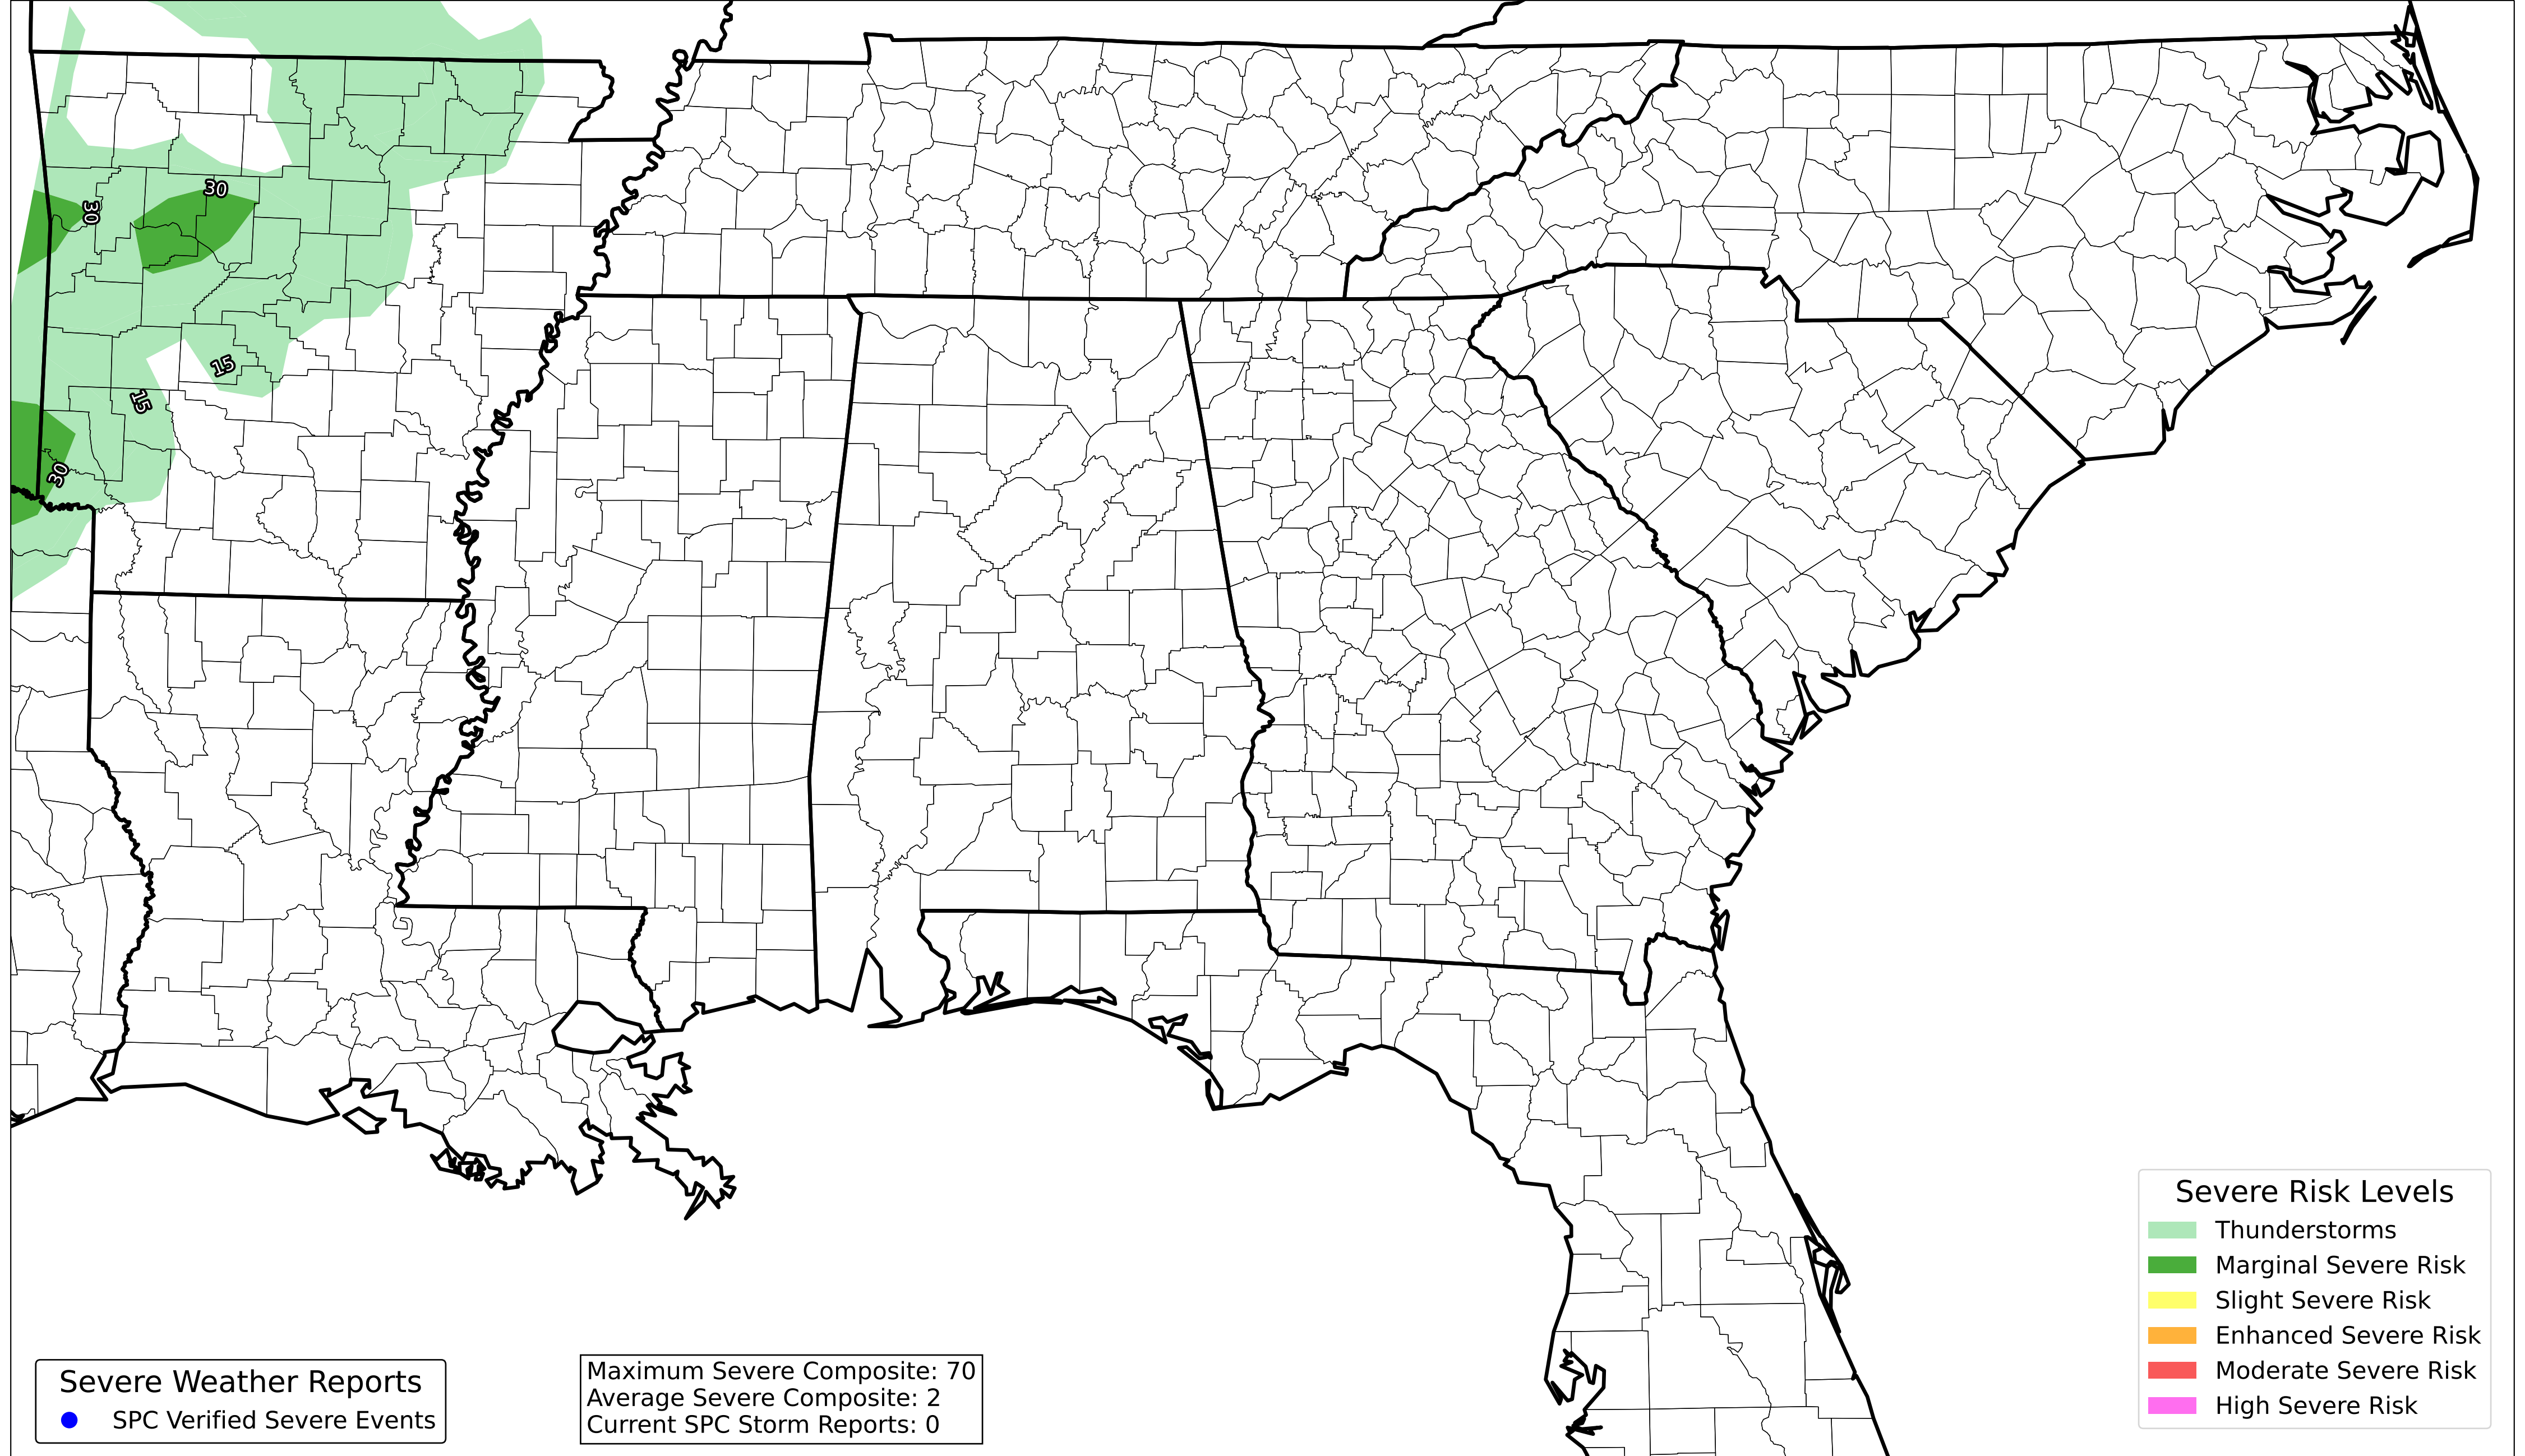 30
30
15
15
30
Severe Risk Levels
Thunderstorms
Marginal Severe Risk
Slight Severe Risk
Enhanced Severe Risk
Moderate Severe Risk
High Severe Risk
Severe Weather Reports
SPC Verified Severe Events
Maximum Severe Composite: 70
Average Severe Composite: 2
Current SPC Storm Reports: 0